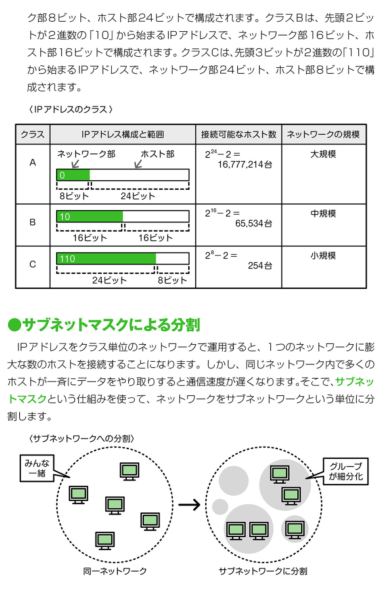 ク部8ビット、ホスト部24ビットで構成されます。クラスBは、先頭2ビッ
トが2進数の「10」から始まるIPアドレスで、ネットワーク部16ビット、ホ
スト部16ビットで構成されます。クラスCは、先頭3ビットが2進数の「110」
から始まるIPアドレスで、ネットワーク部24ビット、ホスト部8ビットで構
成されます。
〈IPアドレスのクラス〉
クラス IPアドレス構成と範囲 接続可能なホスト数 ネットワークの規模
A ネットワーク部 ホスト部 2²⁴−2＝ 大規模
16,777,214台
0
8ビット 24ビット
B 10 2¹⁶−2＝ 中規模
65,534台
16ビット 16ビット
C 110 2⁸−2＝ 小規模
254台
24ビット 8ビット
●サブネットマスクによる分割
IPアドレスをクラス単位のネットワークで運用すると、1つのネットワークに膨
大な数のホストを接続することになります。しかし、同じネットワーク内で多くの
ホストが一斉にデータをやり取りすると通信速度が遅くなります。そこで、サブネッ
トマスクという仕組みを使って、ネットワークをサブネットワークという単位に分
割します。
〈サブネットワークへの分割〉
みんな
一緒
グループ
が細分化
同一ネットワーク
サブネットワークに分割